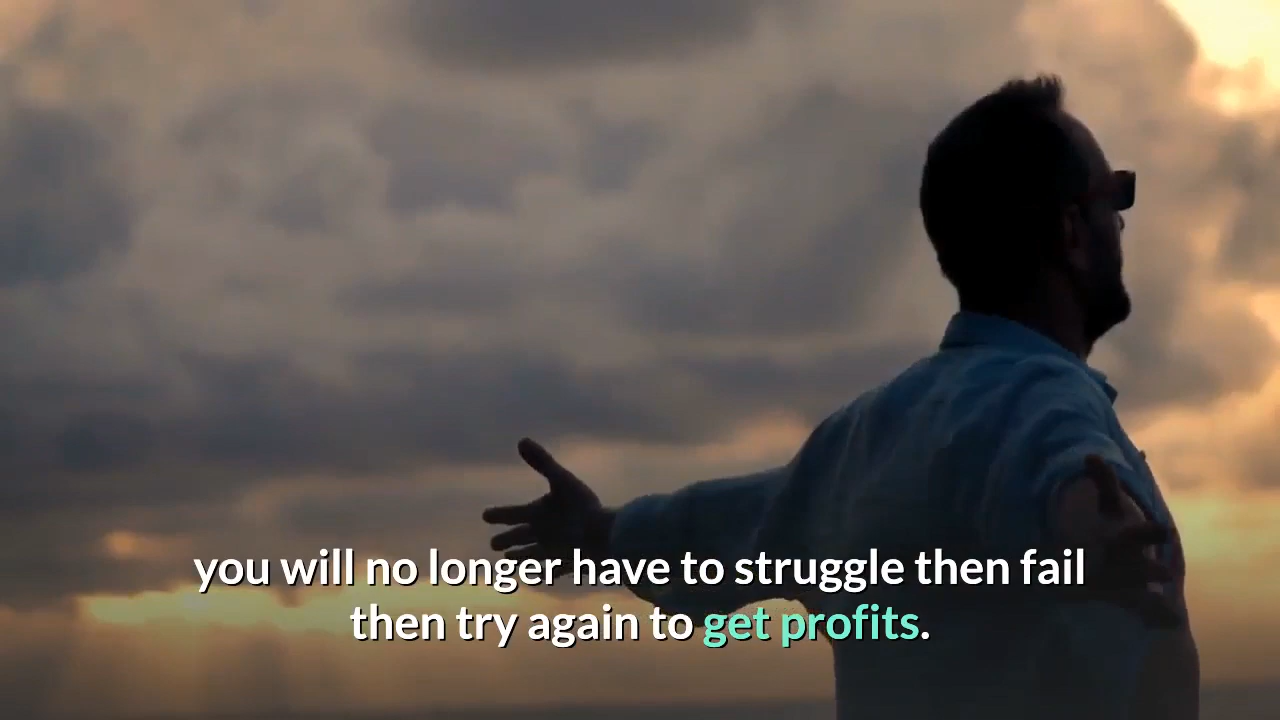 you will no longer have to struggle then fail
then try again to get profits.